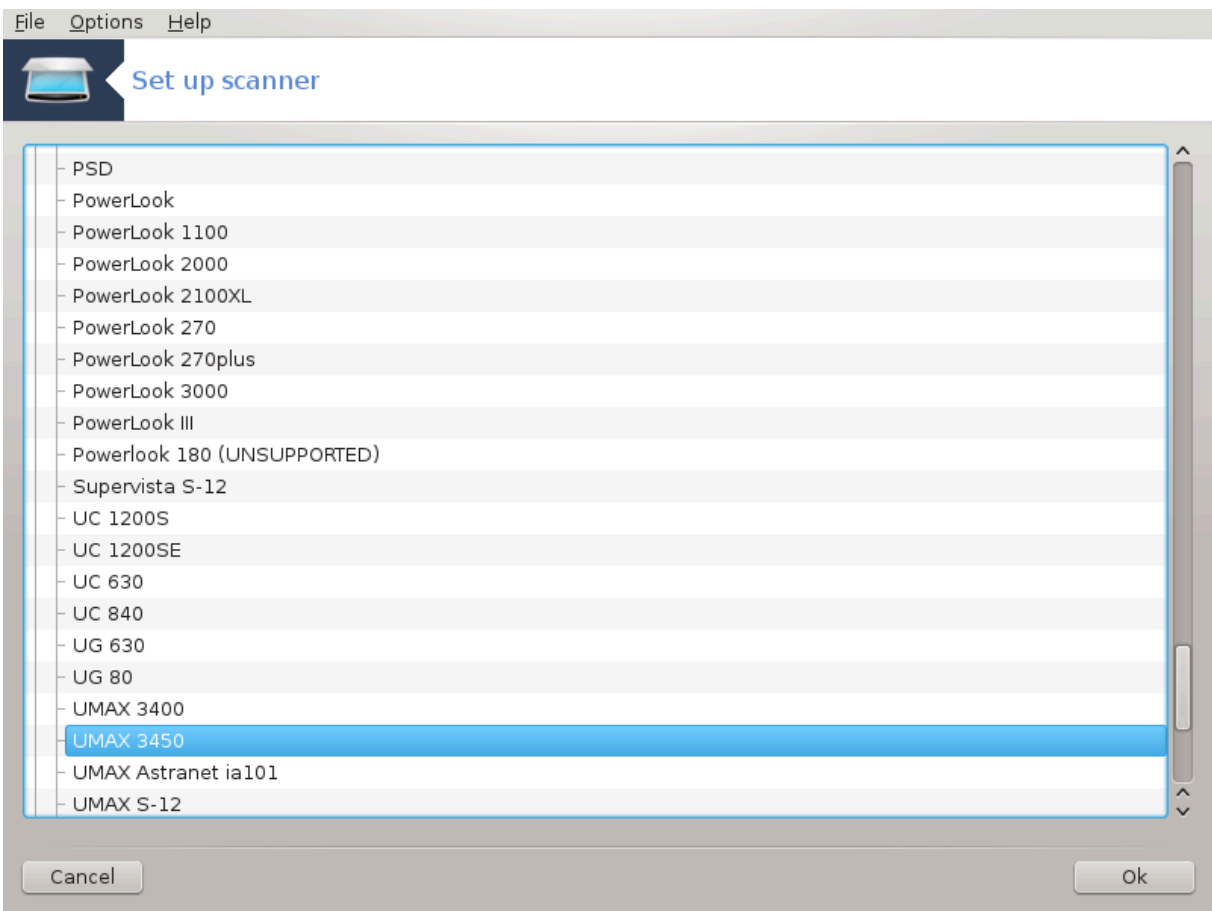 File Options Help
Set up scanner
PSD
PowerLook
PowerLook 1100
PowerLook 2000
PowerLook 2100XL
PowerLook 270
PowerLook 270plus
PowerLook 3000
PowerLook III
Powerlook 180 (UNSUPPORTED)
Supervista S-12
UC 1200S
UC 1200SE
UC 630
UC 840
UG 630
UG 80
UMAX 3400
UMAX 3450
UMAX Astranet ia101
UMAX S-12
Cancel Ok